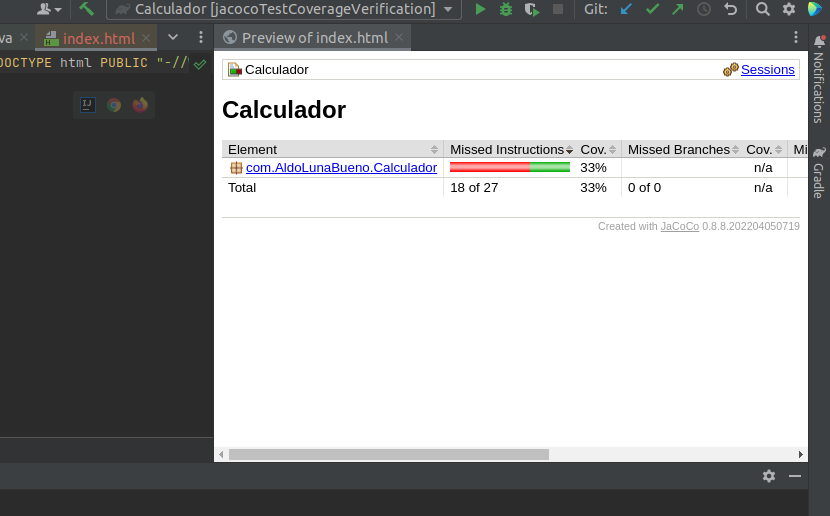 Calculador [jacocoTestCoverageVerification] Git:
va index.html Preview of index.html
OCTYPE html PUBLIC "-//
IJ
Calculador Sessions
Calculador
Element Missed Instructions Cov. Missed Branches Cov. Mi
com.AldoLunaBueno.Calculador 33% n/a
Total 18 of 27 33% 0 of 0 n/a
Created with JaCoCo 0.8.8.202204050719
Notifications
Gradle